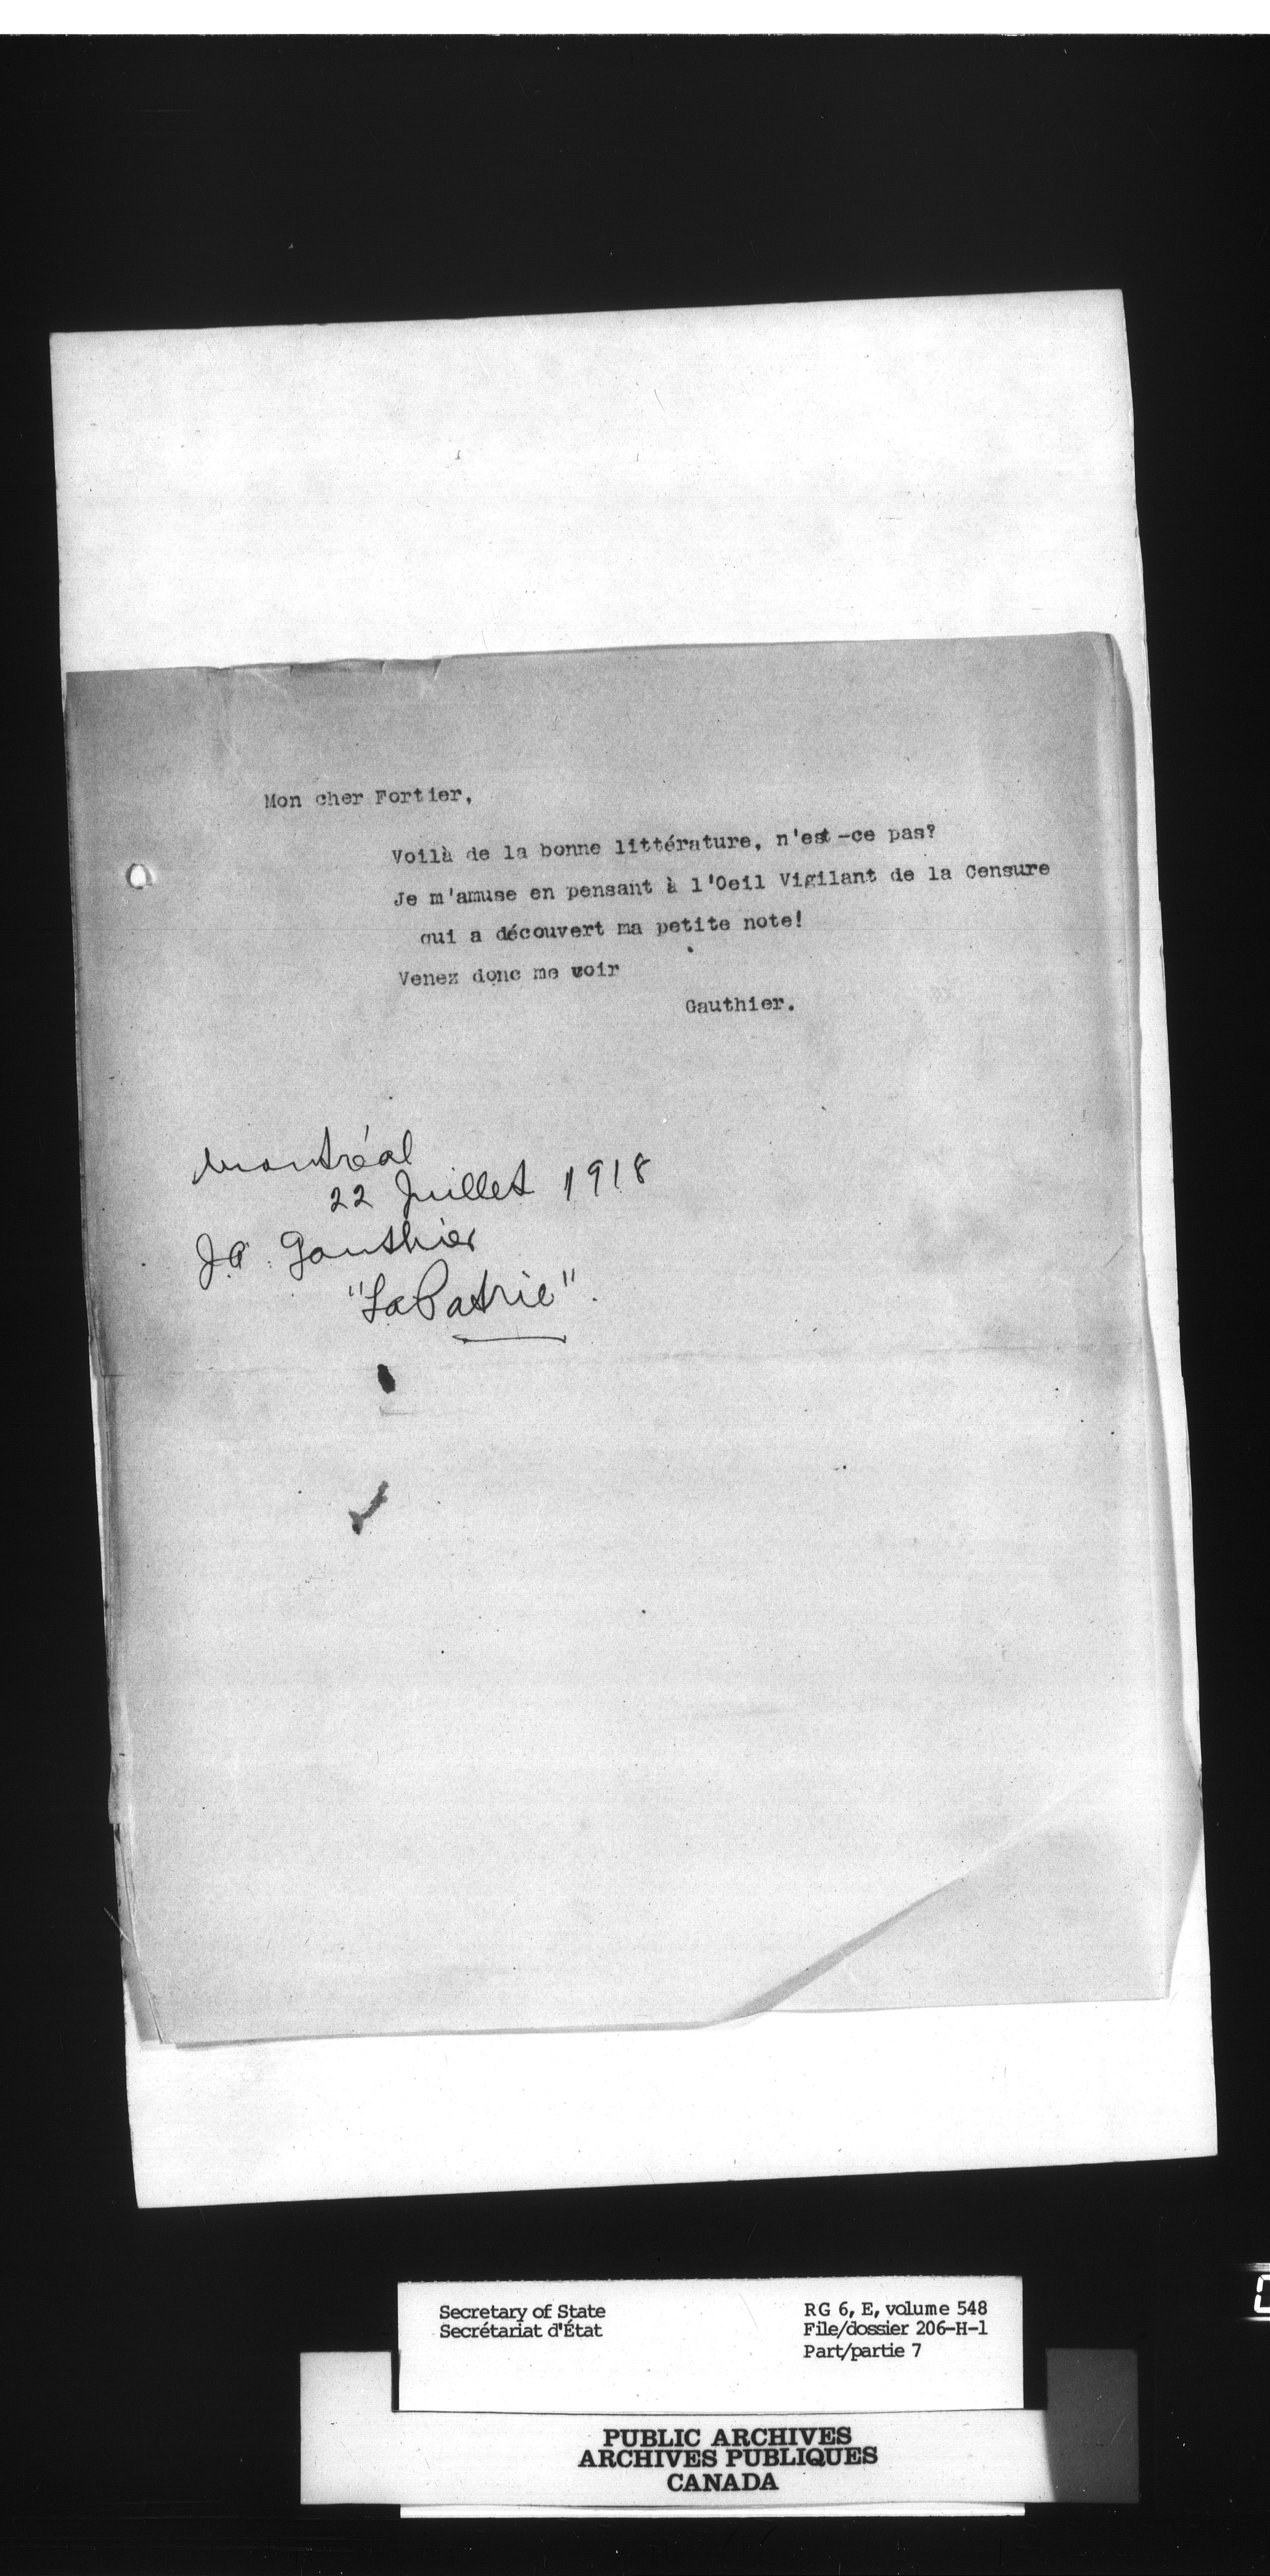 Mon cher Fortier,
Voilà de la bonne littérature, n'est-ce pas?
Je m'amuse en pensant à l'Oeil Vigilant de la Censure
qui a découvert ma petite note!
Venez donc me voir
Gauthier.
Montréal
22 Juillet 1918
J.A. Gauthier
"La Patrie".
Secretary of State
Secrétariat d'État
RG 6, E, volume 548
File/dossier 206-H-1
Part/partie 7
PUBLIC ARCHIVES
ARCHIVES PUBLIQUES
CANADA